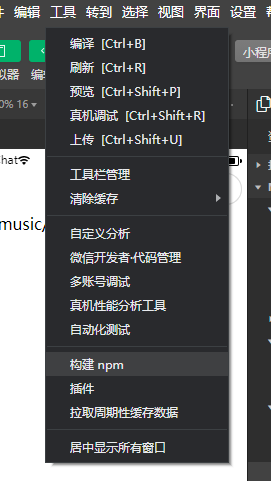 件 编辑 工具 转到 选择 视图 界面 设置 帮
小程序
拟器 编
0% 16
hat
music/
编译 [Ctrl+B]
刷新 [Ctrl+R]
预览 [Ctrl+Shift+P]
真机调试 [Ctrl+Shift+R]
上传 [Ctrl+Shift+U]
工具栏管理
清除缓存
自定义分析
微信开发者·代码管理
多账号调试
真机性能分析工具
自动化测试
构建 npm
插件
拉取周期性缓存数据
居中显示所有窗口